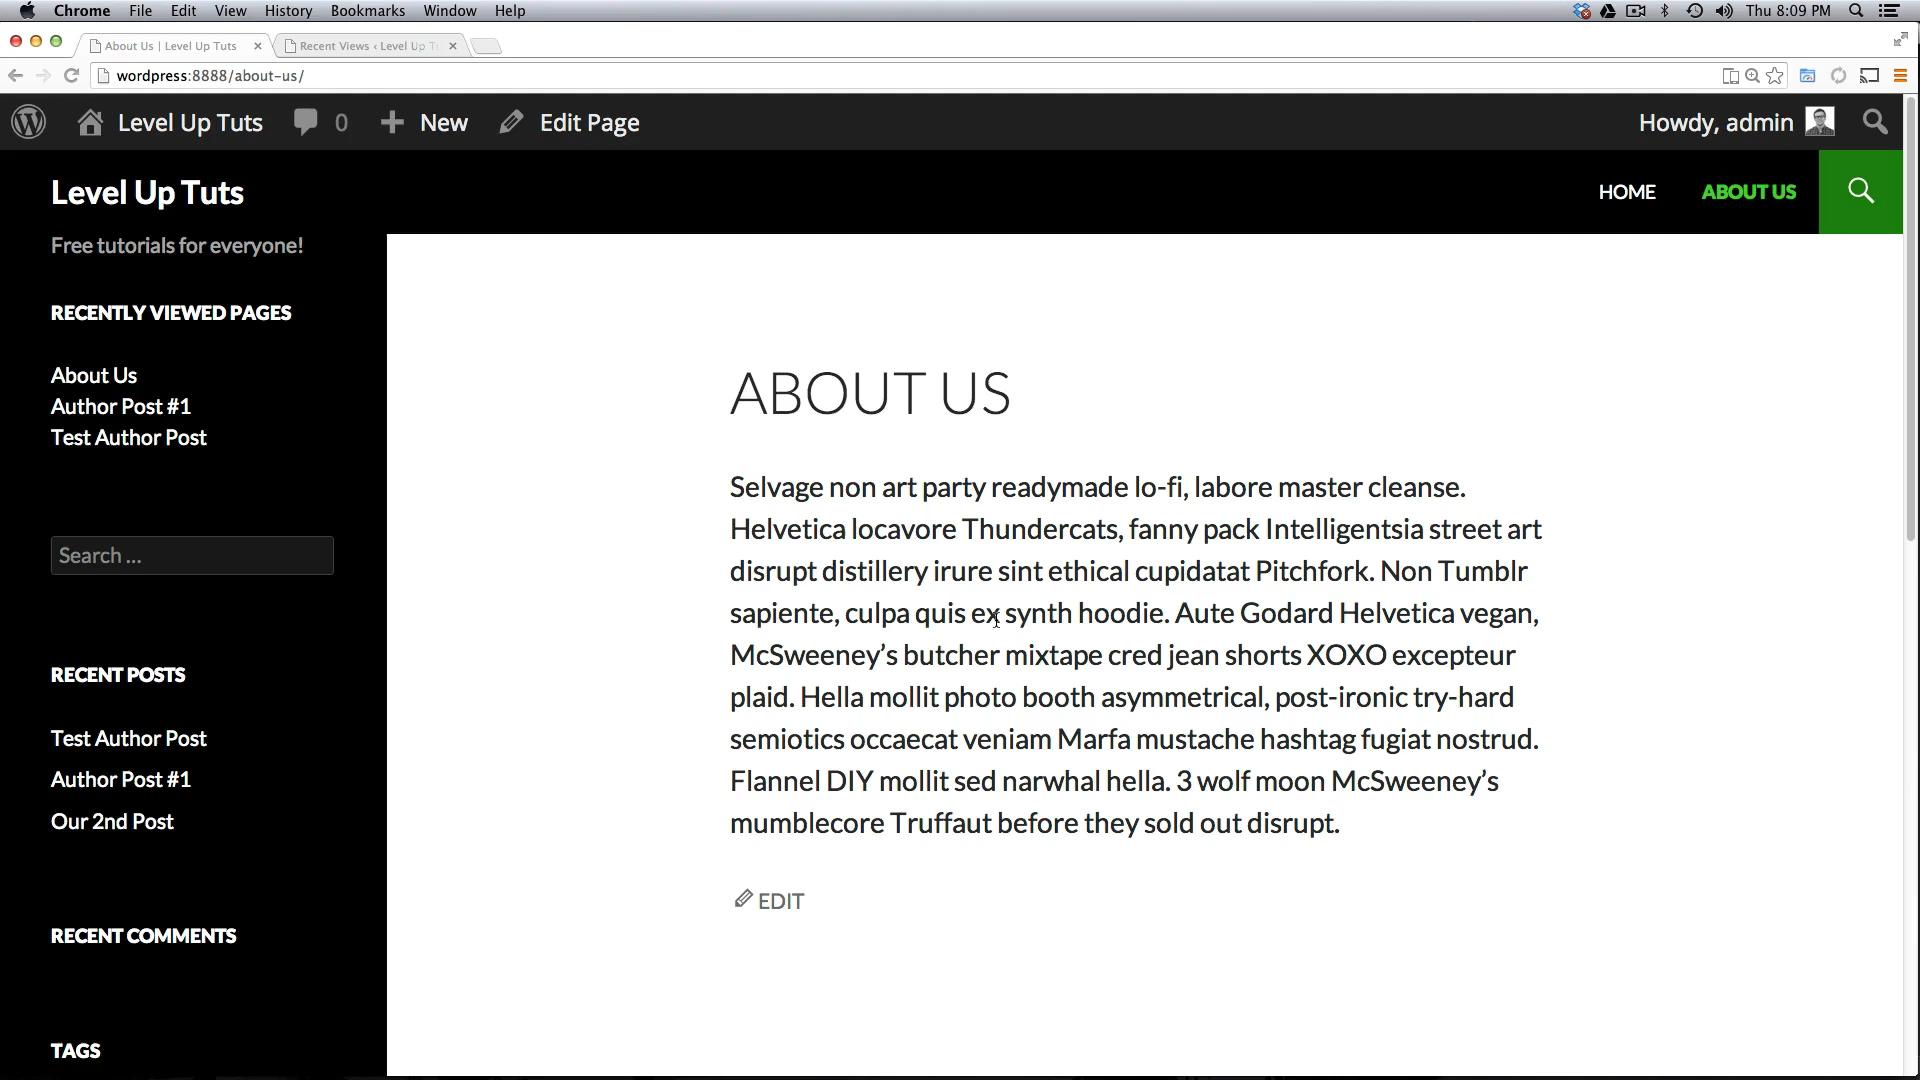 Chrome File Edit View History Bookmarks Window Help Thu 8:09 PM
About Us | Level Up Tuts Recent Views ‹ Level Up T
wordpress:8888/about-us/
Level Up Tuts 0 New Edit Page Howdy, admin
Level Up Tuts HOME ABOUT US
Free tutorials for everyone!
RECENTLY VIEWED PAGES
About Us
Author Post #1
Test Author Post
Search ...
RECENT POSTS
Test Author Post
Author Post #1
Our 2nd Post
RECENT COMMENTS
TAGS
ABOUT US
Selvage non art party readymade lo-fi, labore master cleanse.
Helvetica locavore Thundercats, fanny pack Intelligentsia street art
disrupt distillery irure sint ethical cupidatat Pitchfork. Non Tumblr
sapiente, culpa quis ex synth hoodie. Aute Godard Helvetica vegan,
McSweeney’s butcher mixtape cred jean shorts XOXO excepteur
plaid. Hella mollit photo booth asymmetrical, post-ironic try-hard
semiotics occaecat veniam Marfa mustache hashtag fugiat nostrud.
Flannel DIY mollit sed narwhal hella. 3 wolf moon McSweeney’s
mumblecore Truffaut before they sold out disrupt.
EDIT